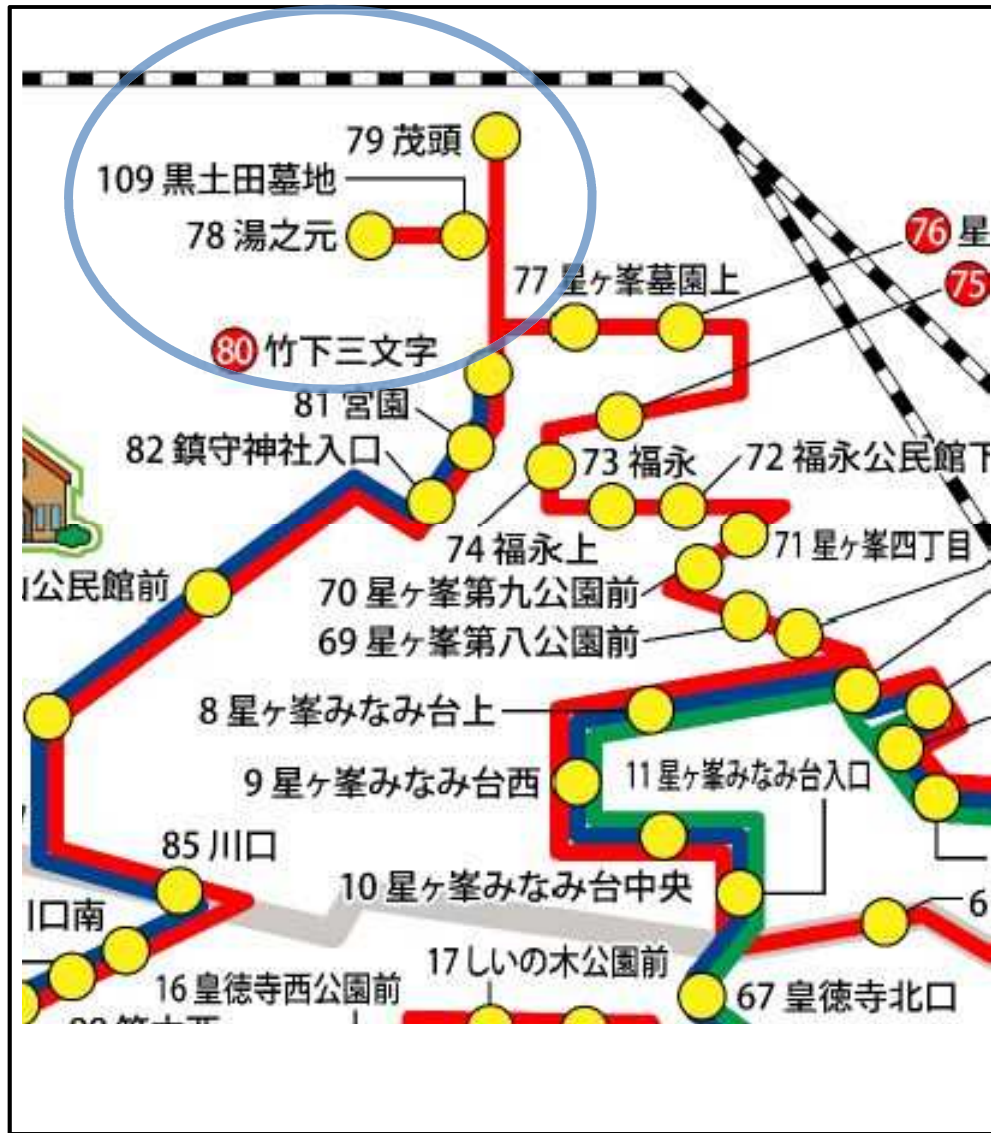 79 茂頭
109 黒土田墓地
78 湯之元
76 星
77 星ヶ峯墓園上
75
80 竹下三文字
81 宮園
82 鎮守神社入口
73 福永
72 福永公民館下
74 福永上
71 星ヶ峯四丁目
公民館前
70 星ヶ峯第九公園前
69 星ヶ峯第八公園前
8 星ヶ峯みなみ台上
9 星ヶ峯みなみ台西
11 星ヶ峯みなみ台入口
85 川口
10 星ヶ峯みなみ台中央
6
口南
17 しいの木公園前
16 皇徳寺西公園前
67 皇徳寺北口